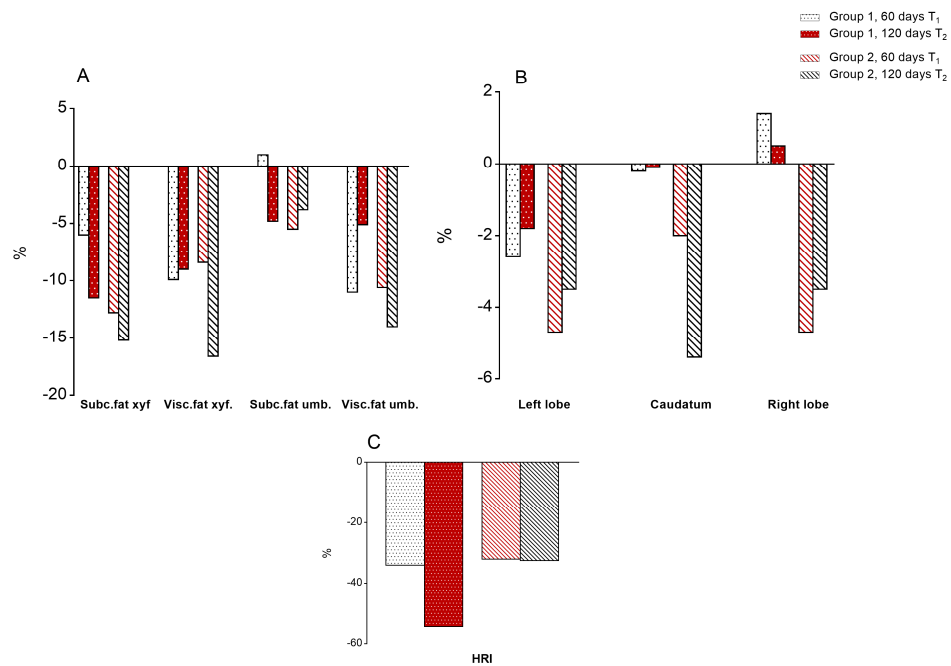 Group 1, 60 days T₁
Group 1, 120 days T₂
Group 2, 60 days T₁
Group 2, 120 days T₂
A
5
0
-5
-10
-15
-20
%
Subc.fat xyf Visc.fat xyf. Subc.fat umb. Visc.fat umb.
B
2
0
-2
-4
-6
%
Left lobe Caudatum Right lobe
C
0
-20
-40
-60
%
HRI